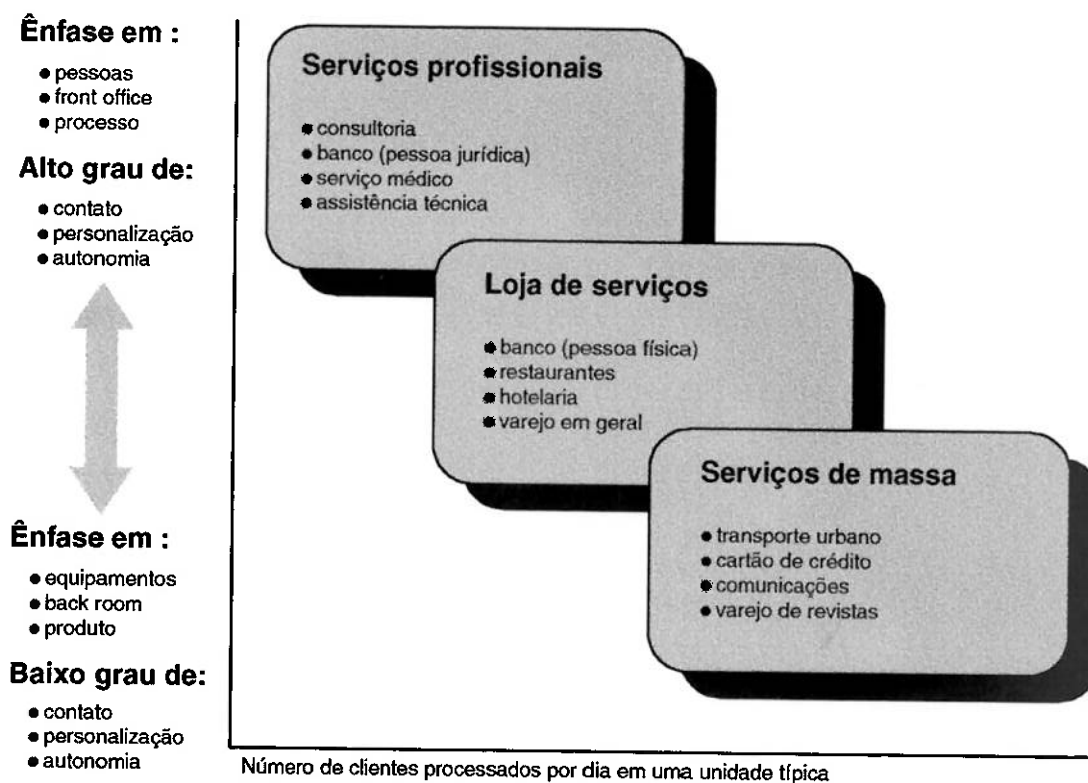 Ênfase em :
● pessoas
● front office
● processo
Alto grau de:
● contato
● personalização
● autonomia
Ênfase em :
● equipamentos
● back room
● produto
Baixo grau de:
● contato
● personalização
● autonomia
Serviços profissionais
● consultoria
● banco (pessoa jurídica)
● serviço médico
● assistência técnica
Loja de serviços
● banco (pessoa física)
● restaurantes
● hotelaria
● varejo em geral
Serviços de massa
● transporte urbano
● cartão de crédito
● comunicações
● varejo de revistas
Número de clientes processados por dia em uma unidade típica